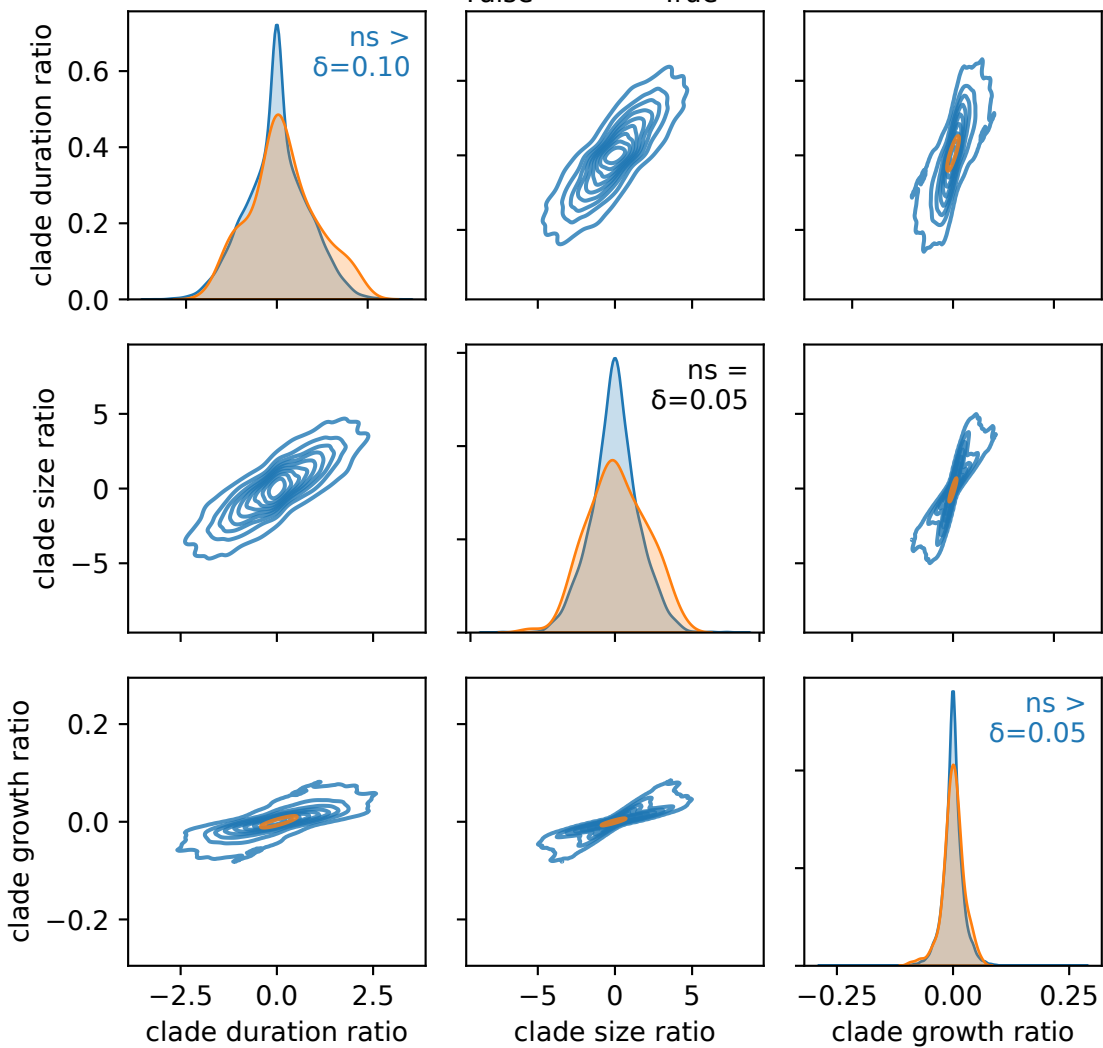 ns >
δ=0.10
clade duration ratio
0.6
0.4
0.2
0.0
ns =
δ=0.05
clade size ratio
5
0
−5
ns >
δ=0.05
clade growth ratio
0.2
0.0
−0.2
−2.5 0.0 2.5
−5 0 5
−0.25 0.00 0.25
clade duration ratio
clade size ratio
clade growth ratio